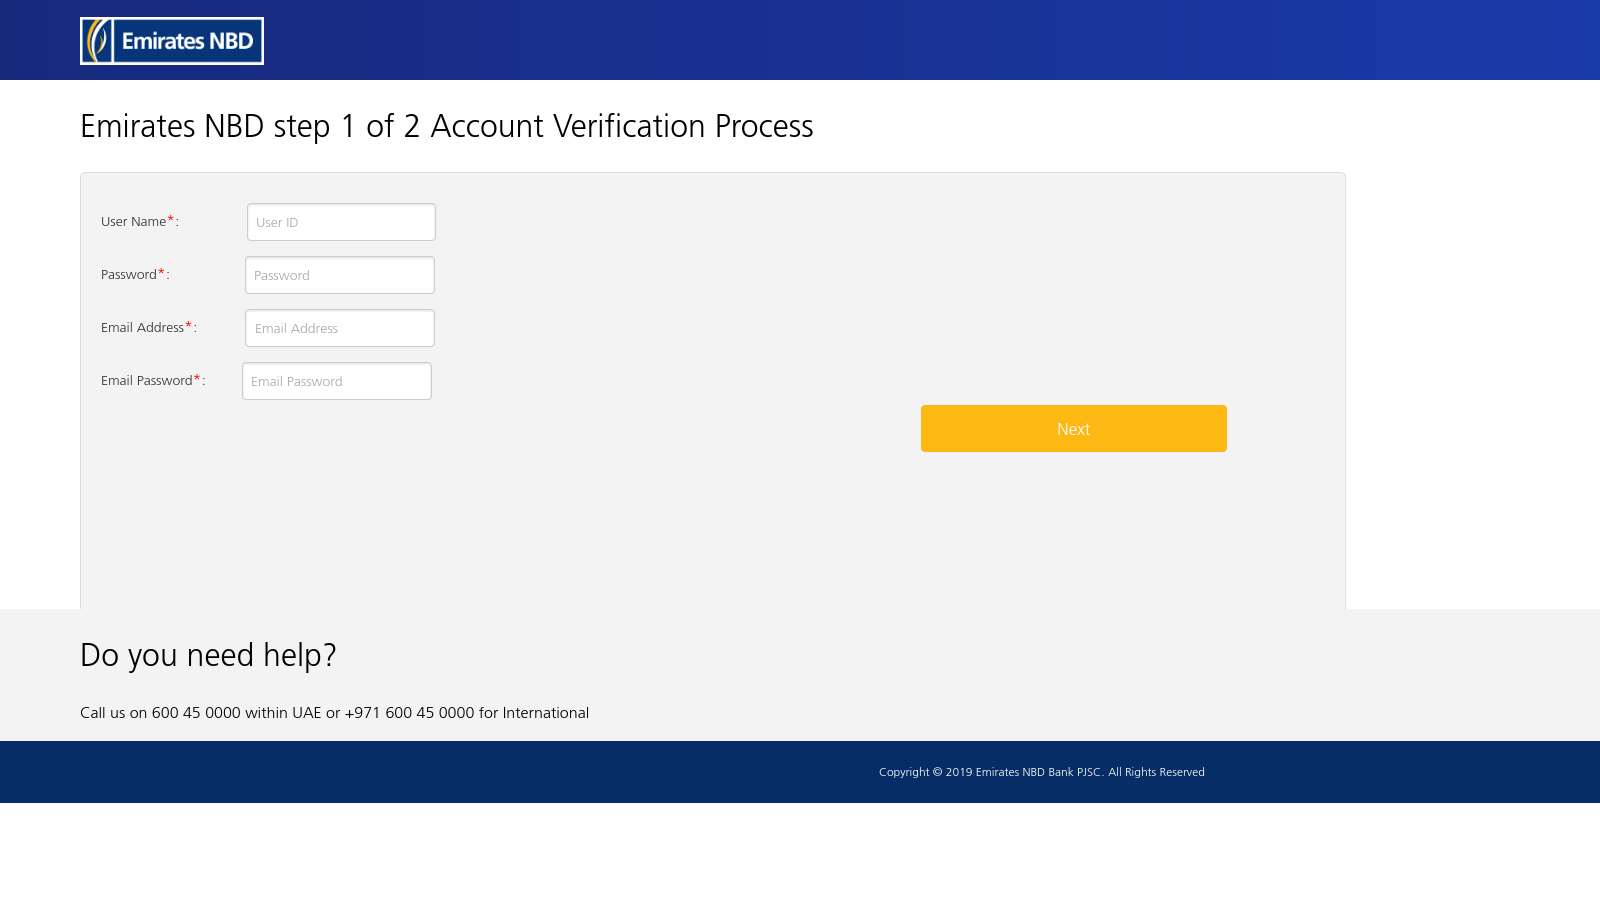 Emirates NBD
Emirates NBD step 1 of 2 Account Verification Process
User Name*: User ID
Password*: Password
Email Address*: Email Address
Email Password*: Email Password
Next
Do you need help?
Call us on 600 45 0000 within UAE or +971 600 45 0000 for International
Copyright © 2019 Emirates NBD Bank PJSC. All Rights Reserved